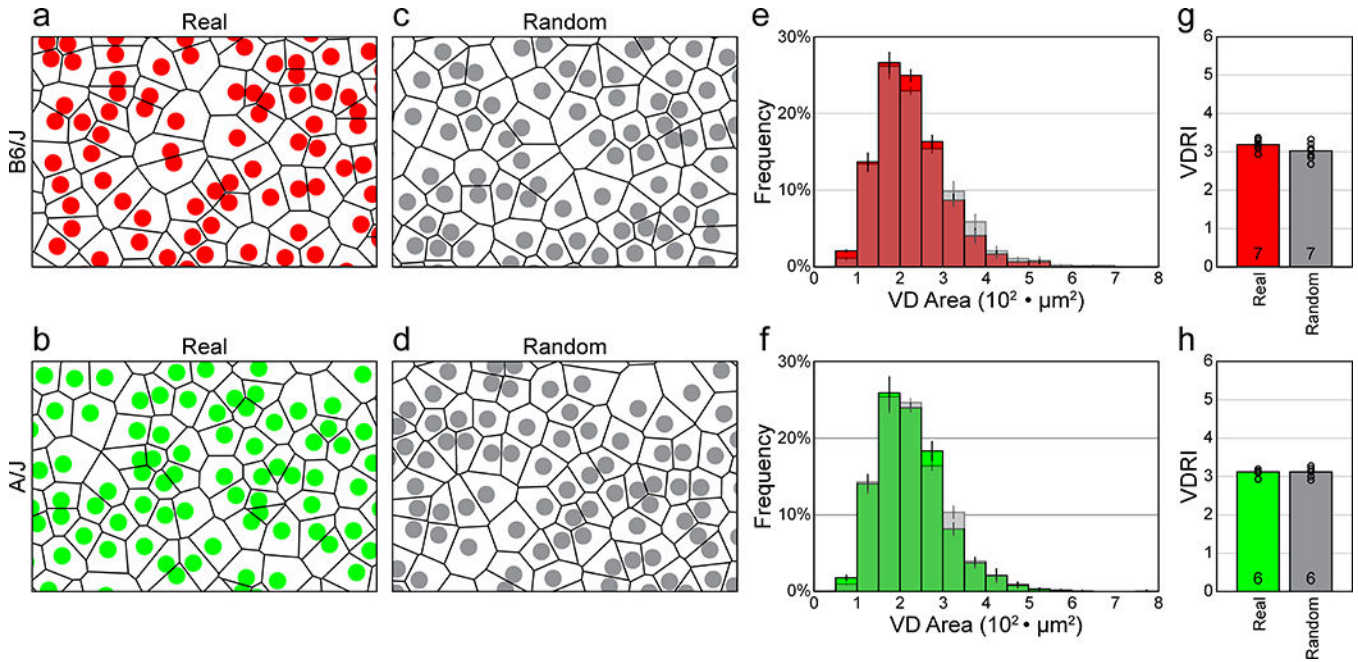 a
Real
B6/J
c
Random
e
30%
20%
10%
0%
Frequency
0 1 2 3 4 5 6 7 8
VD Area (10² • µm²)
g
6
5
4
3
2
1
0
VDRI
7 7
Real
Random
b
Real
A/J
d
Random
f
30%
20%
10%
0%
Frequency
0 1 2 3 4 5 6 7 8
VD Area (10² • µm²)
h
6
5
4
3
2
1
0
VDRI
6 6
Real
Random